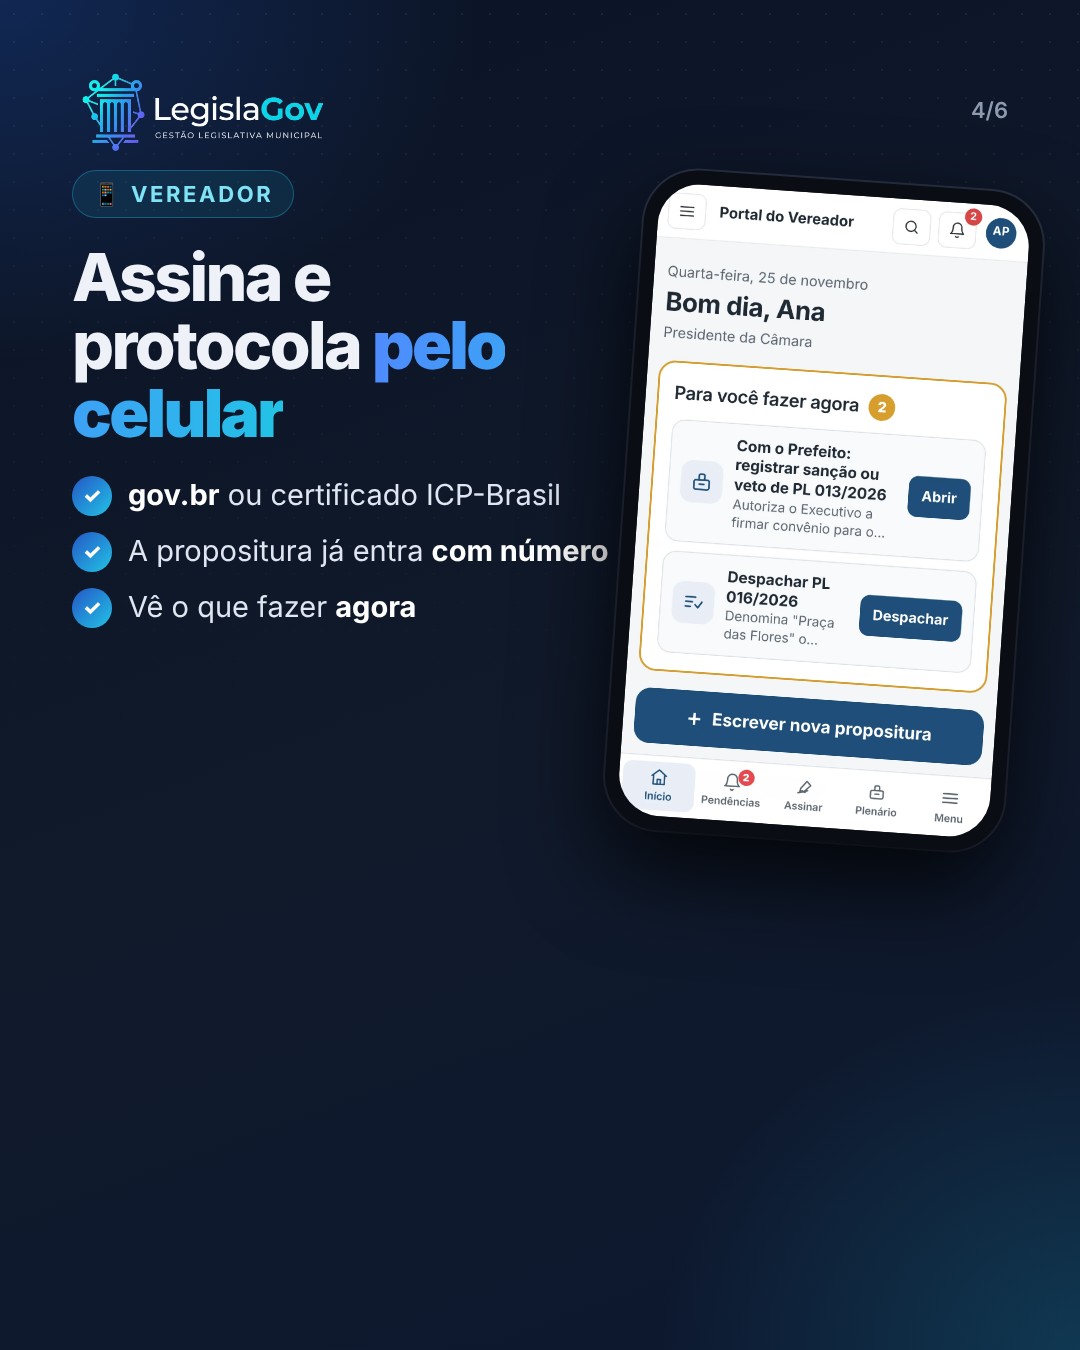 LegislaGov
GESTÃO LEGISLATIVA MUNICIPAL
4/6
VEREADOR
Assina e
protocola pelo
celular
gov.br ou certificado ICP-Brasil
A propositura já entra com número
Vê o que fazer agora
Portal do Vereador
2
AP
Quarta-feira, 25 de novembro
Bom dia, Ana
Presidente da Câmara
Para você fazer agora 2
Com o Prefeito:
registrar sanção ou
veto de PL 013/2026
Autoriza o Executivo a
firmar convênio para o...
Abrir
Despachar PL
016/2026
Denomina "Praça
das Flores" o...
Despachar
+ Escrever nova propositura
Início
2
Pendências
Assinar
Plenário
Menu